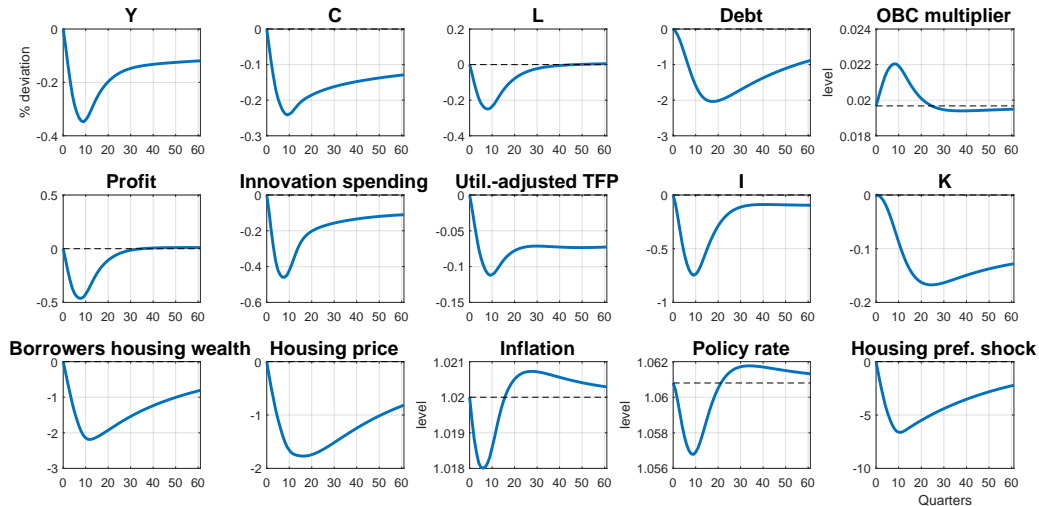 Y C L Debt OBC multiplier
0 0 0.2 0 0.024
% deviation -0.2 -0.1 0 -1 level 0.022
-0.2 -0.2 -2 0.02
-0.4 -0.3 0.4 -3 0.018
0 10 20 30 40 50 60 0 10 20 30 40 50 60 0 10 20 30 40 50 60 0 10 20 30 40 50 60 0 10 20 30 40 50 60
Profit Innovation spending Util.-adjusted TFP I K
0.5 0 0 0 0
-0.2 -0.05
0 -0.5 -0.1
-0.4 -0.1
-0.5 -0.6 -0.15 -1 -0.2
0 10 20 30 40 50 60 0 10 20 30 40 50 60 0 10 20 30 40 50 60 0 10 20 30 40 50 60 0 10 20 30 40 50 60
Borrowers housing wealth Housing price Inflation Policy rate Housing pref. shock
0 0 1.021 1.062 0
-1 1.02 1.06
-1 level level -5
-2 1.019 1.058
-3 -2 1.018 1.056 -10
0 10 20 30 40 50 60 0 10 20 30 40 50 60 0 10 20 30 40 50 60 0 10 20 30 40 50 60 0 10 20 30 40 50 60
Quarters